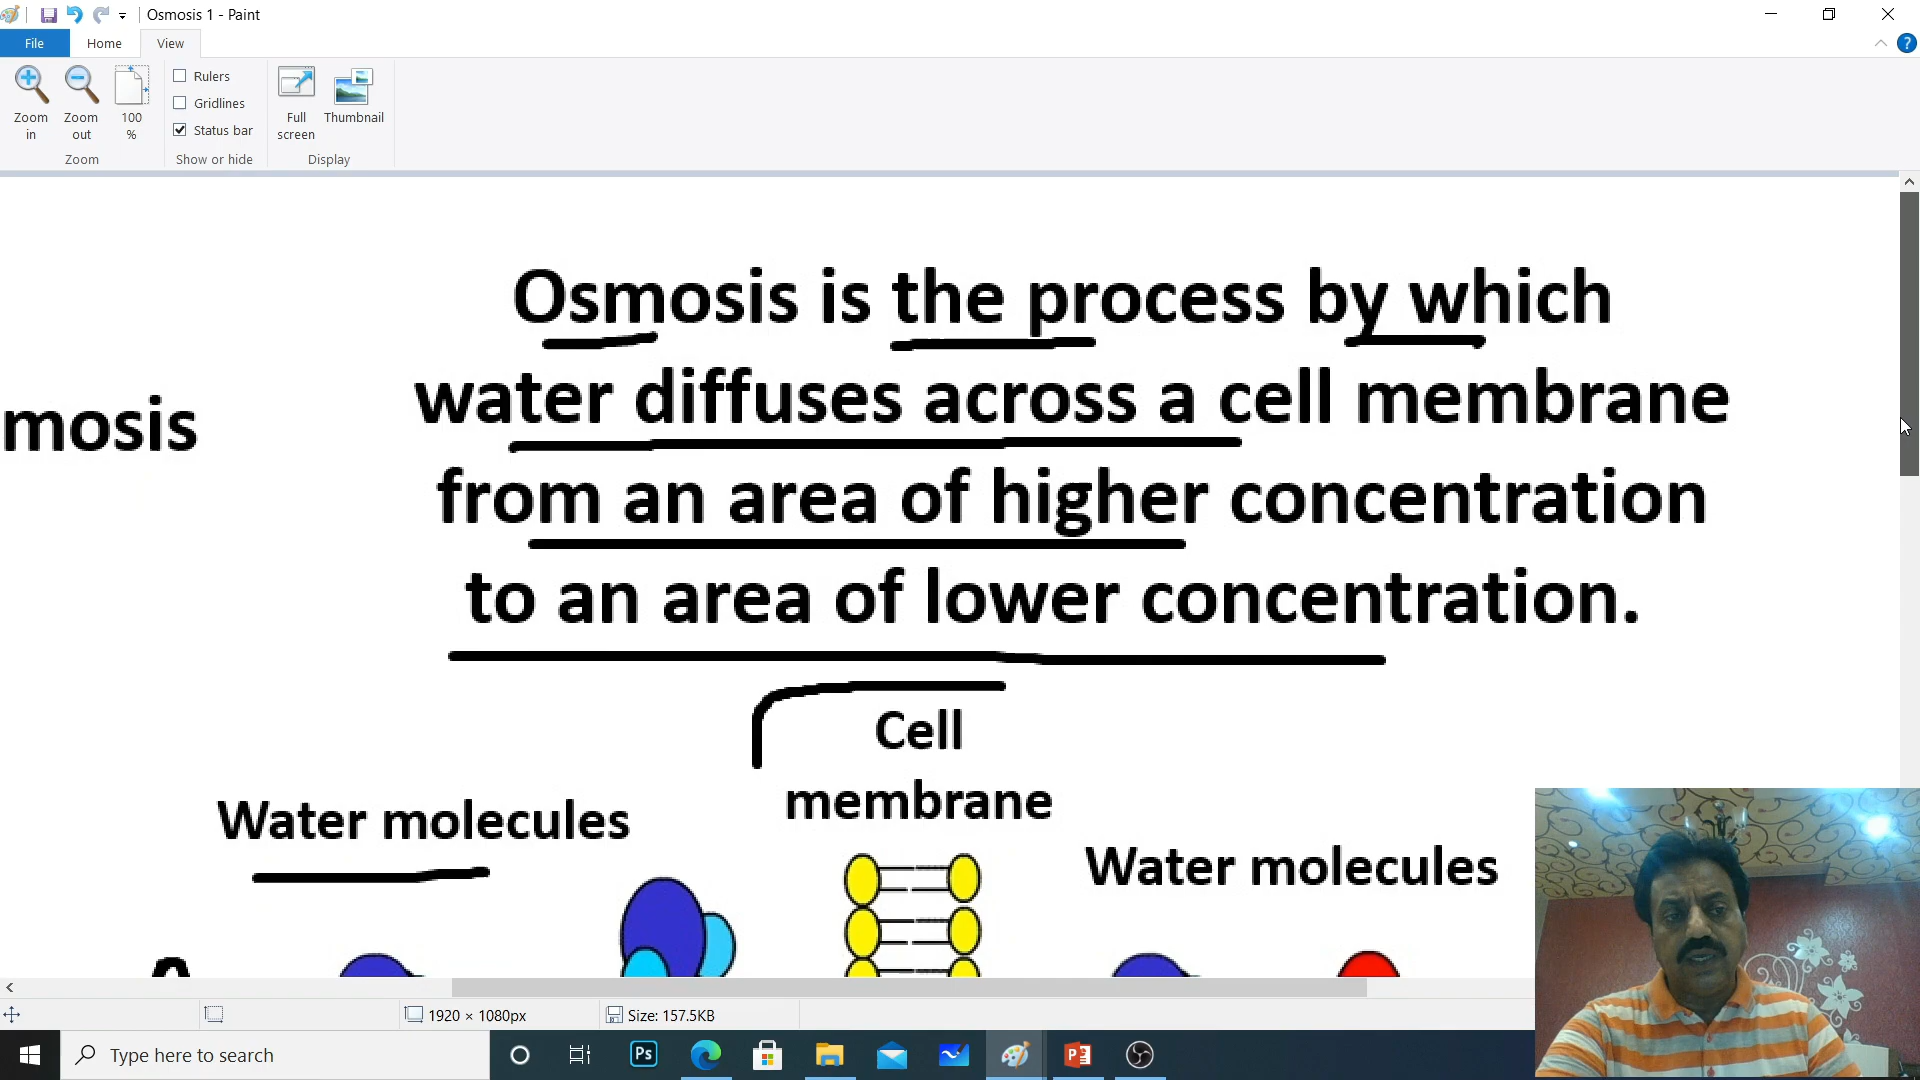 Osmosis 1 - Paint
File Home View
Zoom in
Zoom out
100 %
Rulers
Gridlines
Status bar
Full screen
Thumbnail
Zoom
Show or hide
Display
Osmosis is the process by which
water diffuses across a cell membrane
from an area of higher concentration
to an area of lower concentration.
mosis
Cell
membrane
Water molecules
Water molecules
1920 × 1080px
Size: 157.5KB
Type here to search
Ps
P